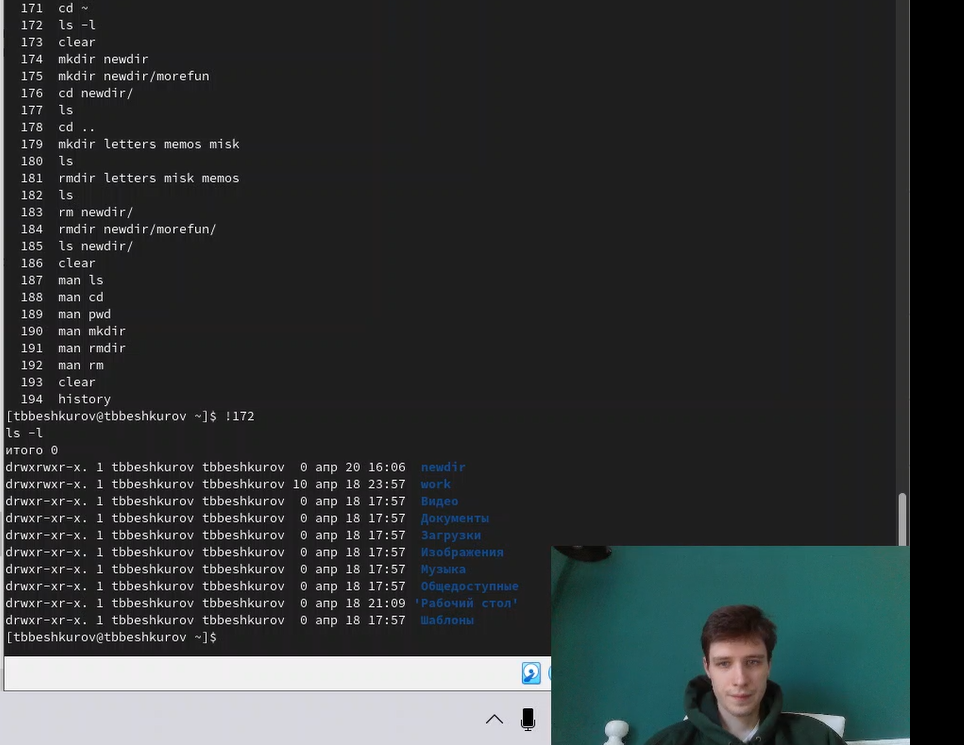 171 cd ~
172 ls -l
173 clear
174 mkdir newdir
175 mkdir newdir/morefun
176 cd newdir/
177 ls
178 cd ..
179 mkdir letters memos misk
180 ls
181 rmdir letters misk memos
182 ls
183 rm newdir/
184 rmdir newdir/morefun/
185 ls newdir/
186 clear
187 man ls
188 man cd
189 man pwd
190 man mkdir
191 man rmdir
192 man rm
193 clear
194 history
[tbbeshkurov@tbbeshkurov ~]$ !172
ls -l
итого 0
drwxrwxr-x. 1 tbbeshkurov tbbeshkurov 0 апр 20 16:06 newdir
drwxrwxr-x. 1 tbbeshkurov tbbeshkurov 10 апр 18 23:57 work
drwxr-xr-x. 1 tbbeshkurov tbbeshkurov 0 апр 18 17:57 Видео
drwxr-xr-x. 1 tbbeshkurov tbbeshkurov 0 апр 18 17:57 Документы
drwxr-xr-x. 1 tbbeshkurov tbbeshkurov 0 апр 18 17:57 Загрузки
drwxr-xr-x. 1 tbbeshkurov tbbeshkurov 0 апр 18 17:57 Изображения
drwxr-xr-x. 1 tbbeshkurov tbbeshkurov 0 апр 18 17:57 Музыка
drwxr-xr-x. 1 tbbeshkurov tbbeshkurov 0 апр 18 17:57 Общедоступные
drwxr-xr-x. 1 tbbeshkurov tbbeshkurov 0 апр 18 21:09 'Рабочий стол'
drwxr-xr-x. 1 tbbeshkurov tbbeshkurov 0 апр 18 17:57 Шаблоны
[tbbeshkurov@tbbeshkurov ~]$